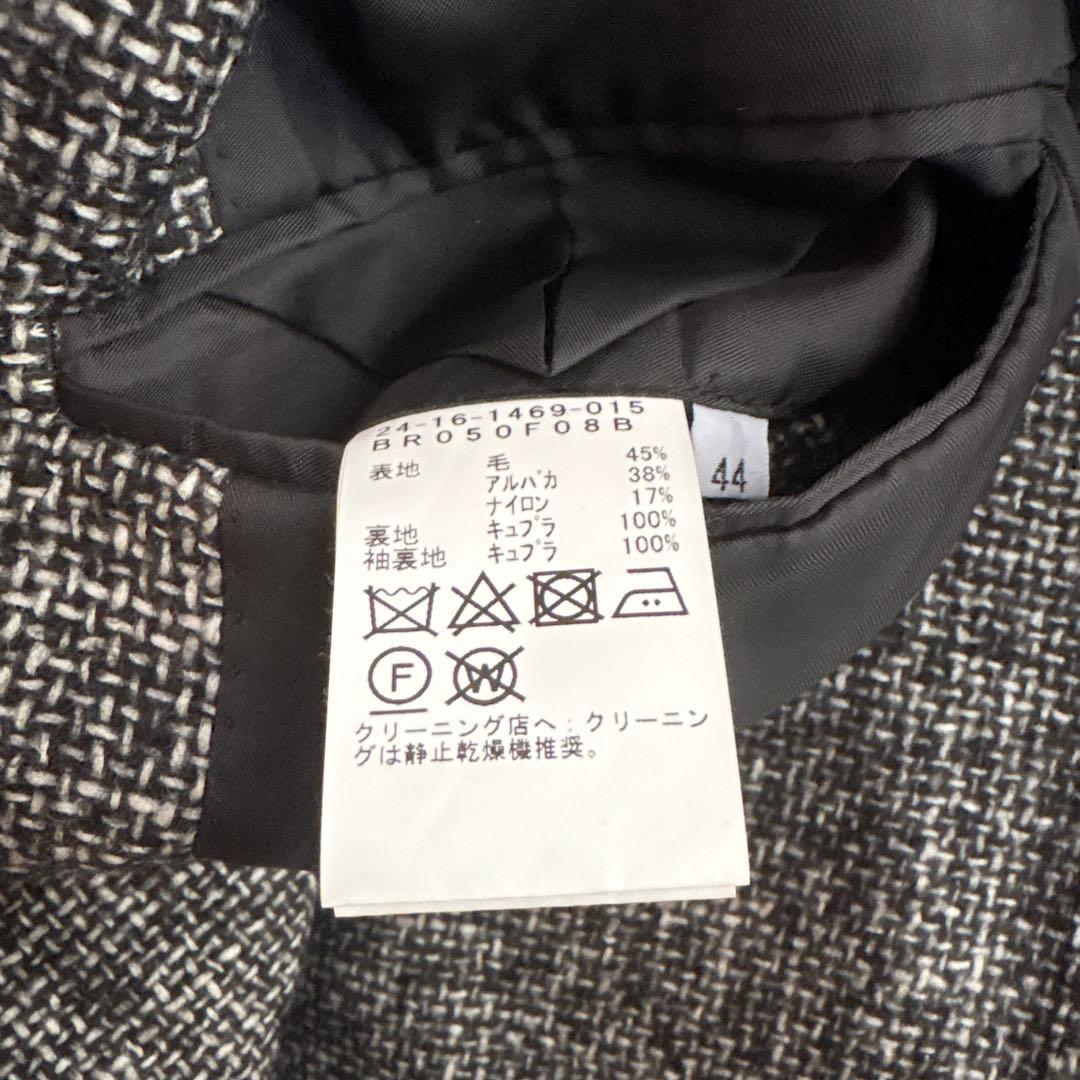 24-16-1469-015
BR050F08B
表地 毛 45%
アルパカ 38%
ナイロン 17%
裏地 キュプラ 100%
袖裏地 キュプラ 100%
44
F W
クリーニング店へ:クリーニン
グは静止乾燥機推奨。